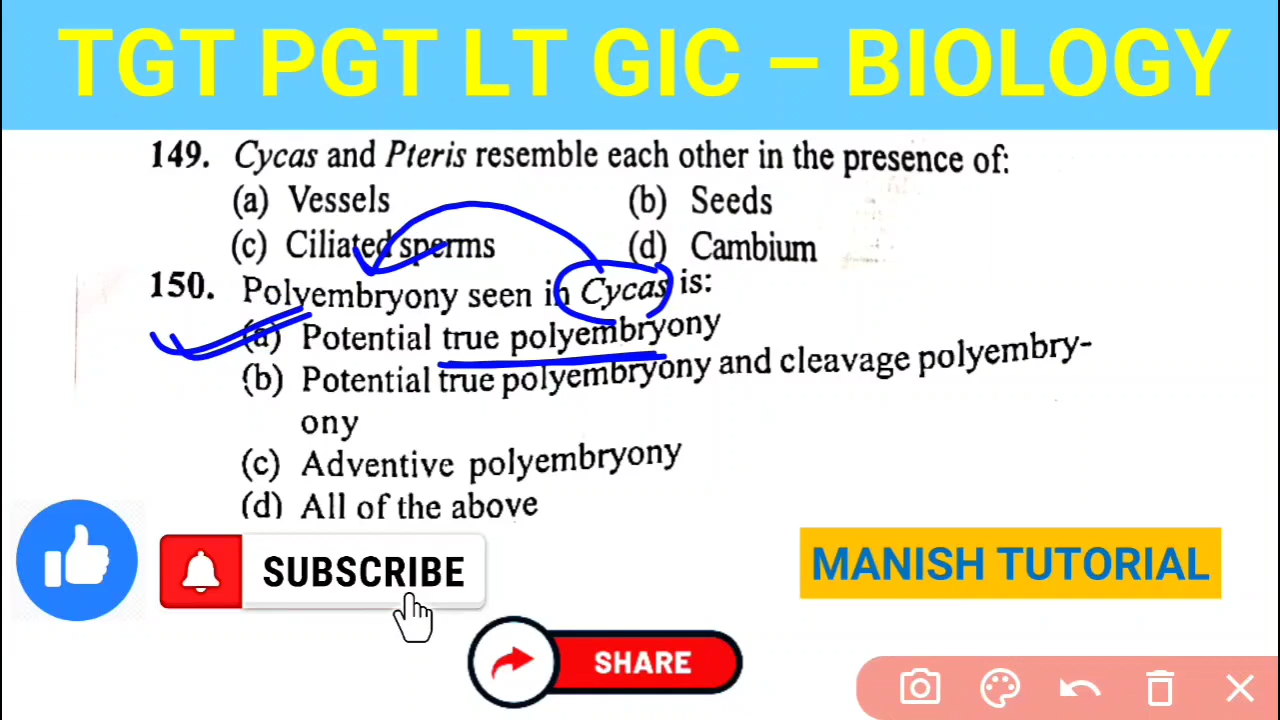 TGT PGT LT GIC – BIOLOGY
149. Cycas and Pteris resemble each other in the presence of:
(a) Vessels (b) Seeds
(c) Ciliated sperms (d) Cambium
150. Polyembryony seen in Cycas is:
(a) Potential true polyembryony
(b) Potential true polyembryony and cleavage polyembry-
ony
(c) Adventive polyembryony
(d) All of the above
SUBSCRIBE
MANISH TUTORIAL
SHARE